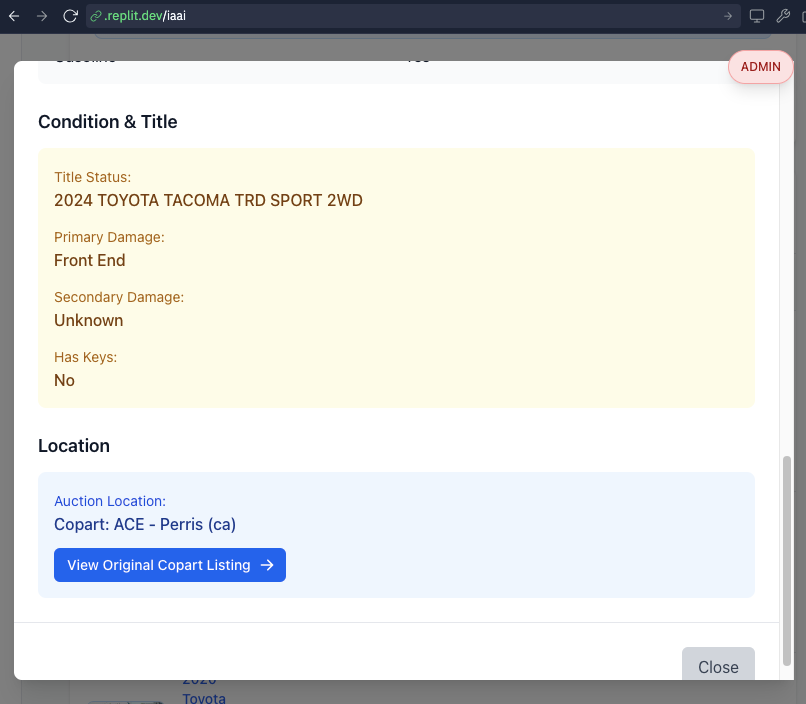 .replit.dev/iaai
ADMIN
Condition & Title
Title Status:
2024 TOYOTA TACOMA TRD SPORT 2WD
Primary Damage:
Front End
Secondary Damage:
Unknown
Has Keys:
No
Location
Auction Location:
Copart: ACE - Perris (ca)
View Original Copart Listing →
Close
2020
Toyota